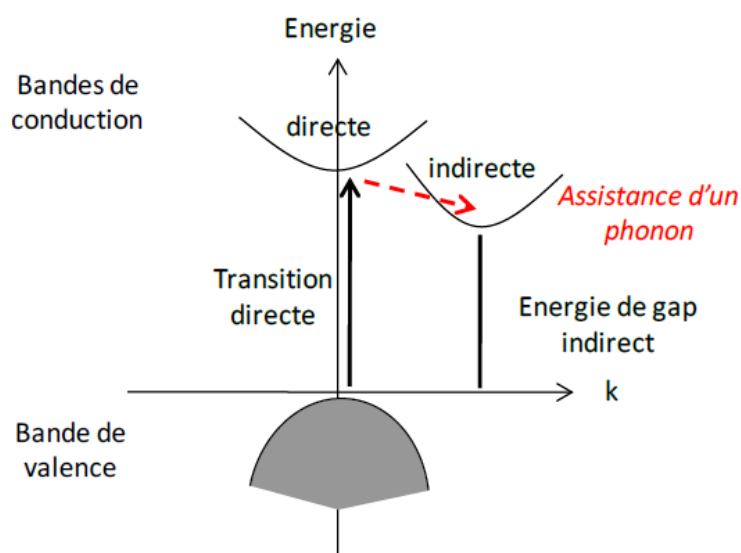 Energie
Bandes de
conduction
directe
indirecte
Assistance d'un
phonon
Transition
directe
Energie de gap
indirect
k
Bande de
valence